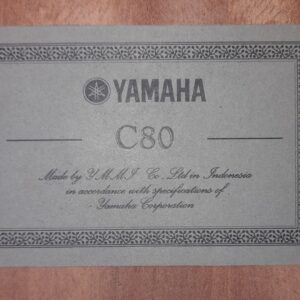 YAMAHA
C80
Made by Y.M.M.I. Co., Ltd in Indonesia
in accordance with specifications of
Yamaha Corporation